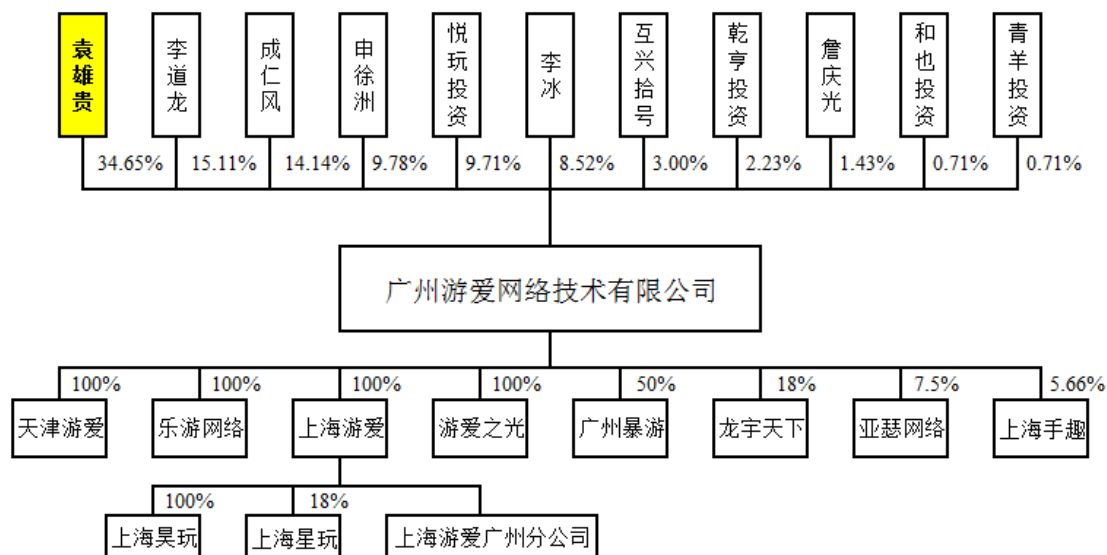 袁雄贵
李道龙
成仁风
申徐洲
悦玩投资
李冰
互兴拾号
乾亨投资
詹庆光
和也投资
青羊投资
34.65%
15.11%
14.14%
9.78%
9.71%
8.52%
3.00%
2.23%
1.43%
0.71%
0.71%
广州游爱网络技术有限公司
100%
100%
100%
100%
50%
18%
7.5%
5.66%
天津游爱
乐游网络
上海游爱
游爱之光
广州暴游
龙宇天下
亚瑟网络
上海手趣
100%
18%
上海昊玩
上海星玩
上海游爱广州分公司